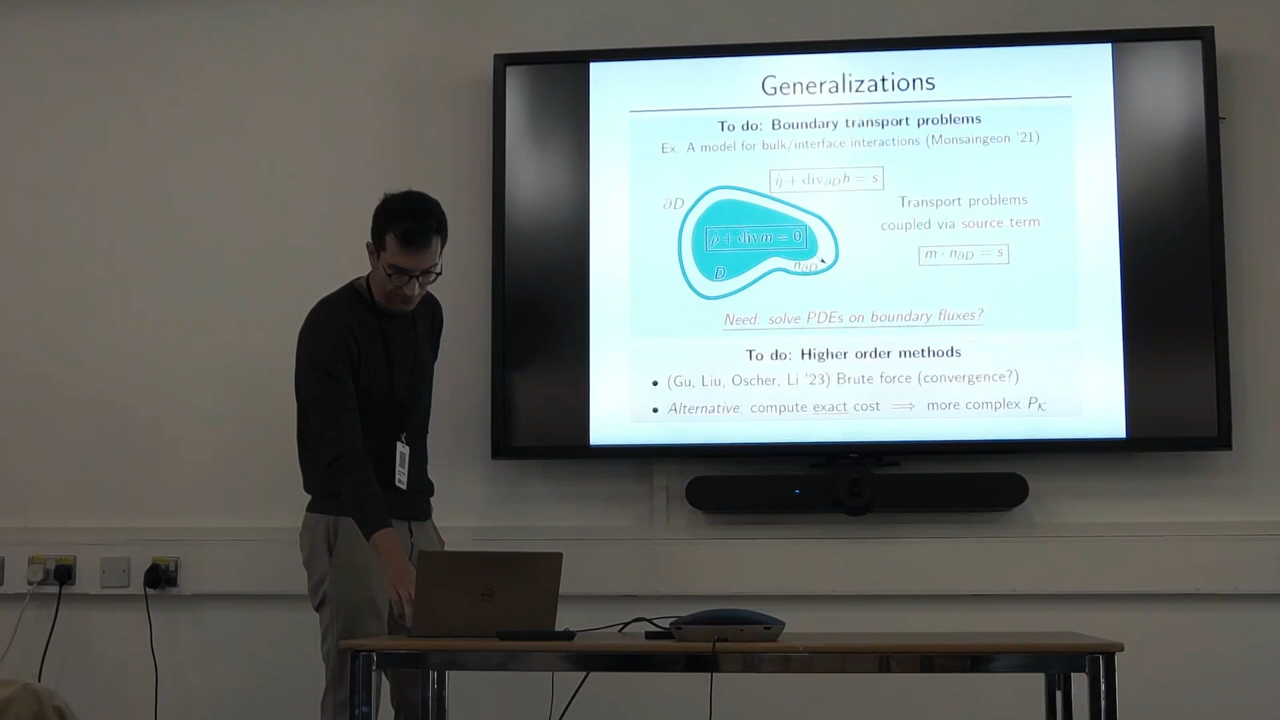 Generalizations
To do: Boundary transport problems
Ex. A model for bulk/interface interactions (Monsaingeon '21)
η̇ + div∂D h = s
∂D
Transport problems
coupled via source term
ρ̇ + div m = 0
m · n∂D = s
D
n∂D
Need: solve PDEs on boundary fluxes?
To do: Higher order methods
• (Gu, Liu, Oscher, Li '23) Brute force (convergence?)
• Alternative: compute exact cost ⟹ more complex P𝒦
DELL